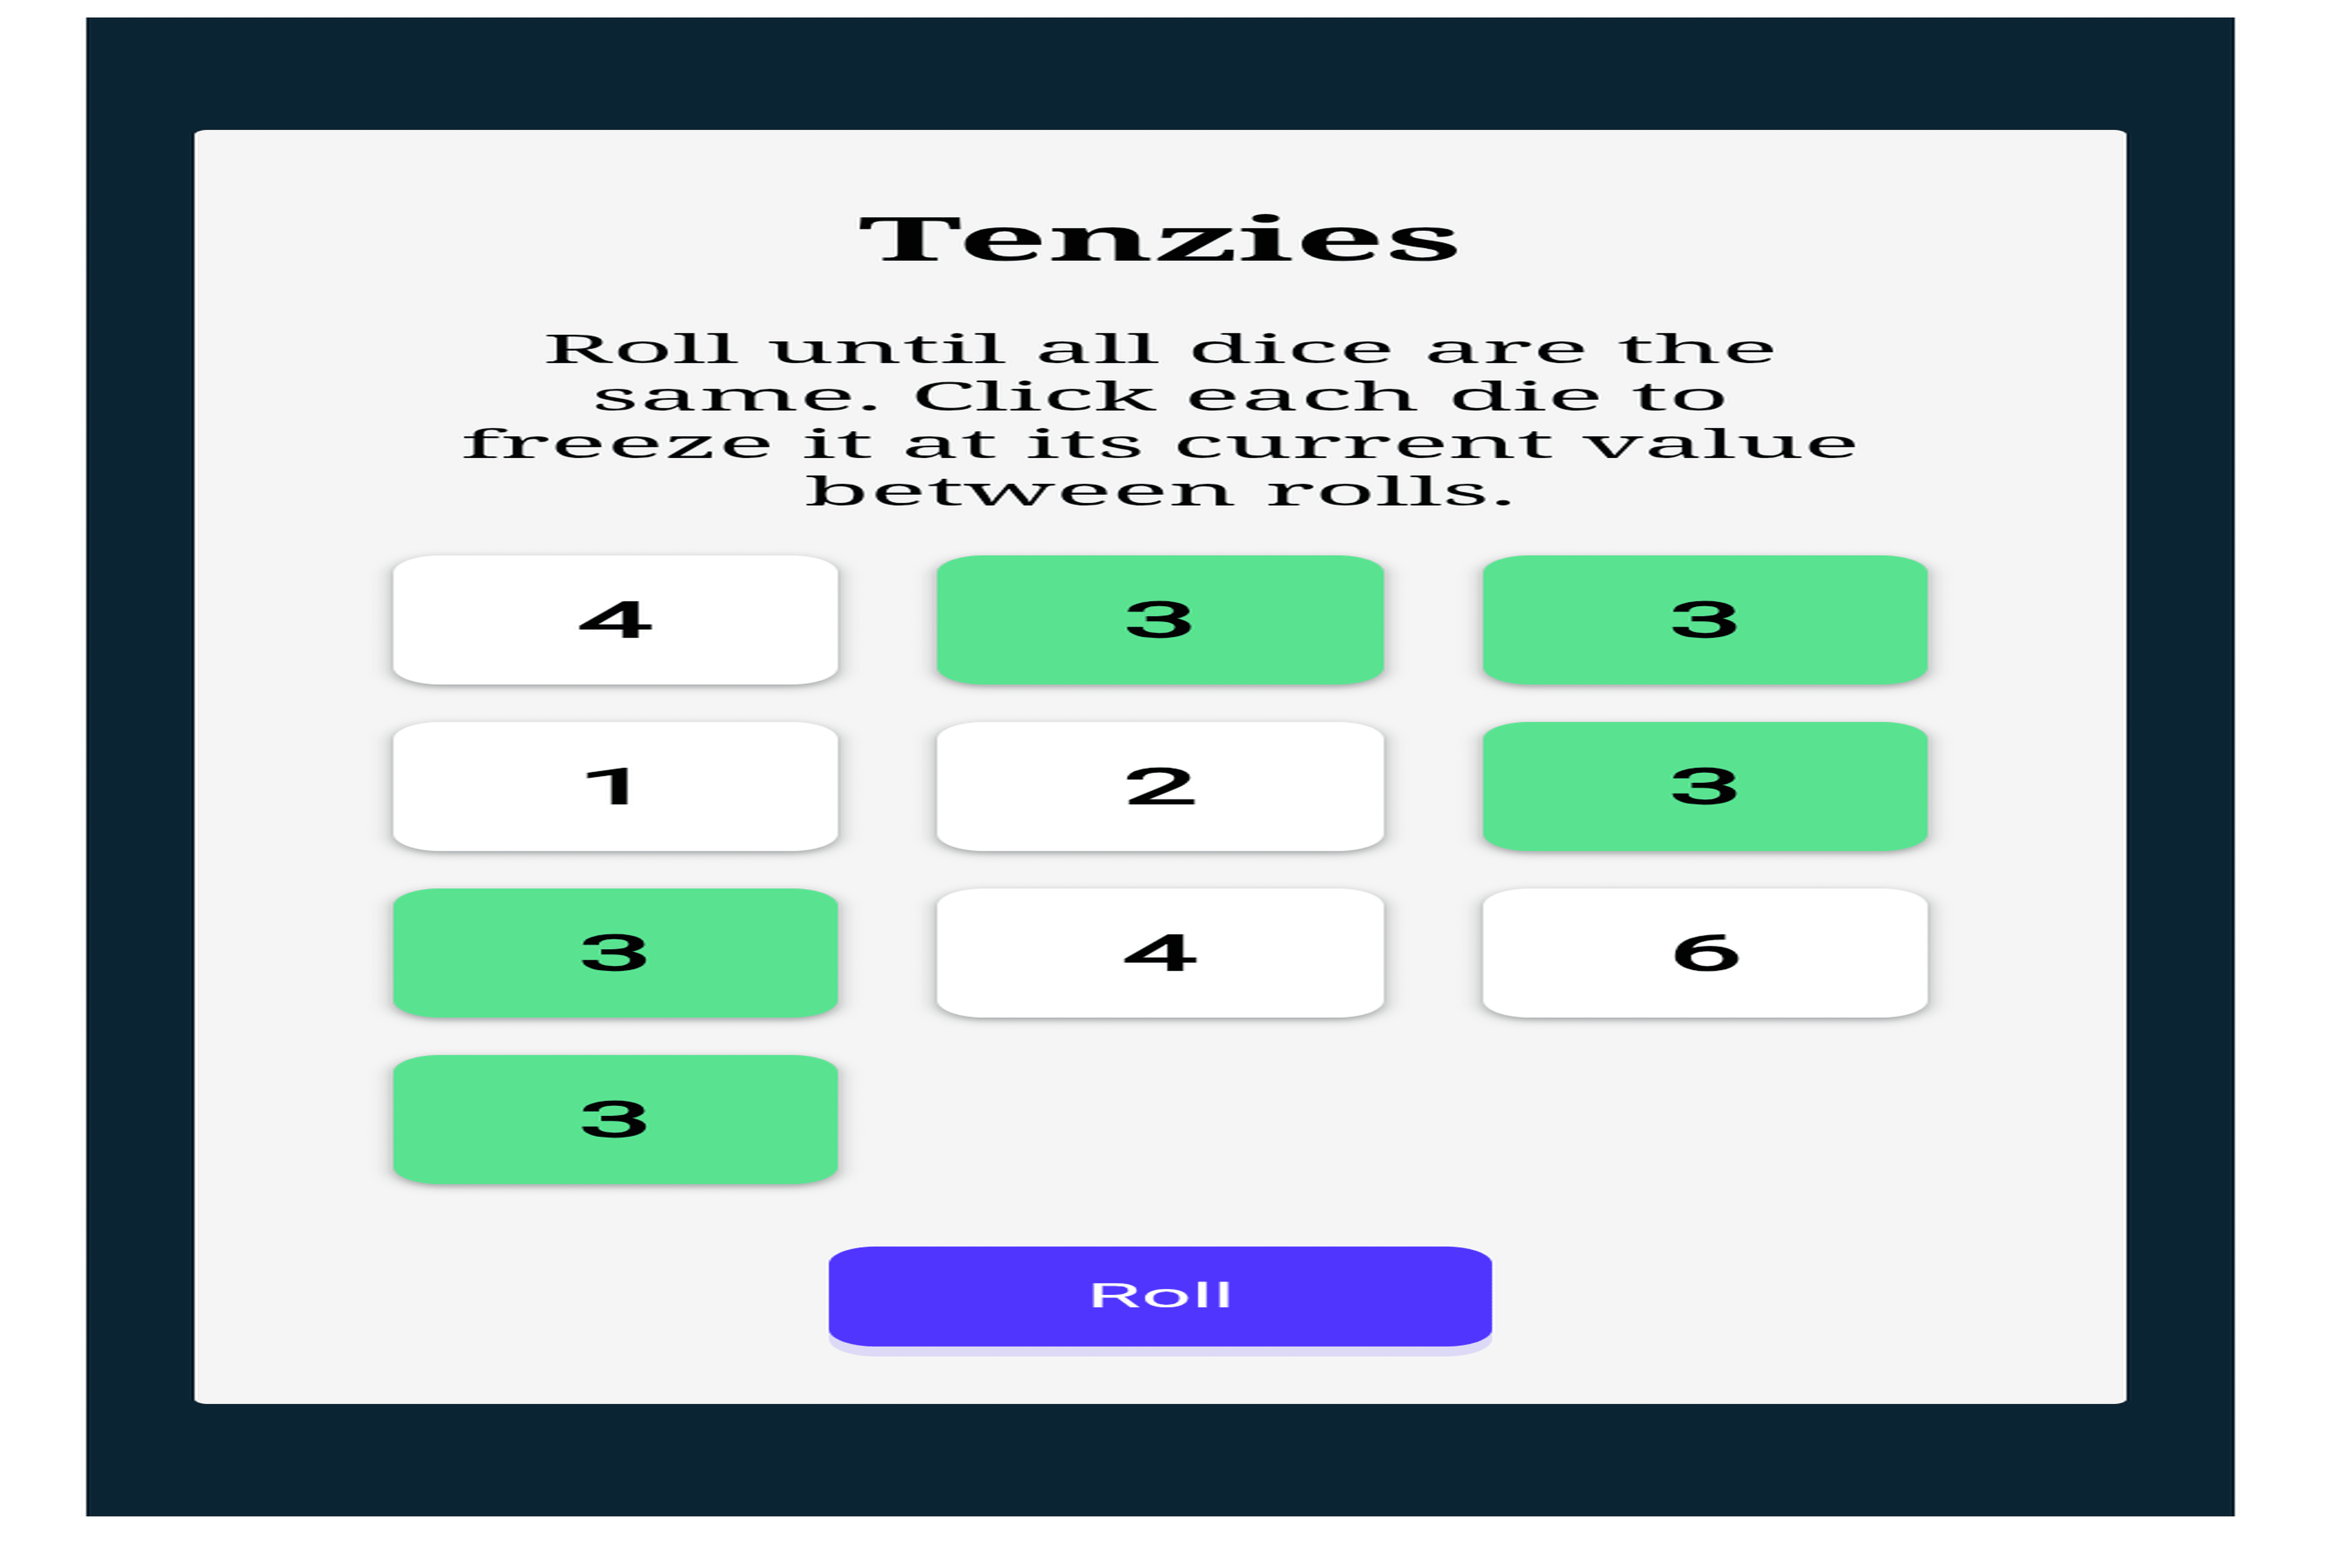 Tenzies
Roll until all dice are the
same. Click each die to
freeze it at its current value
between rolls.
4 3 3
1 2 3
3 4 6
3
Roll